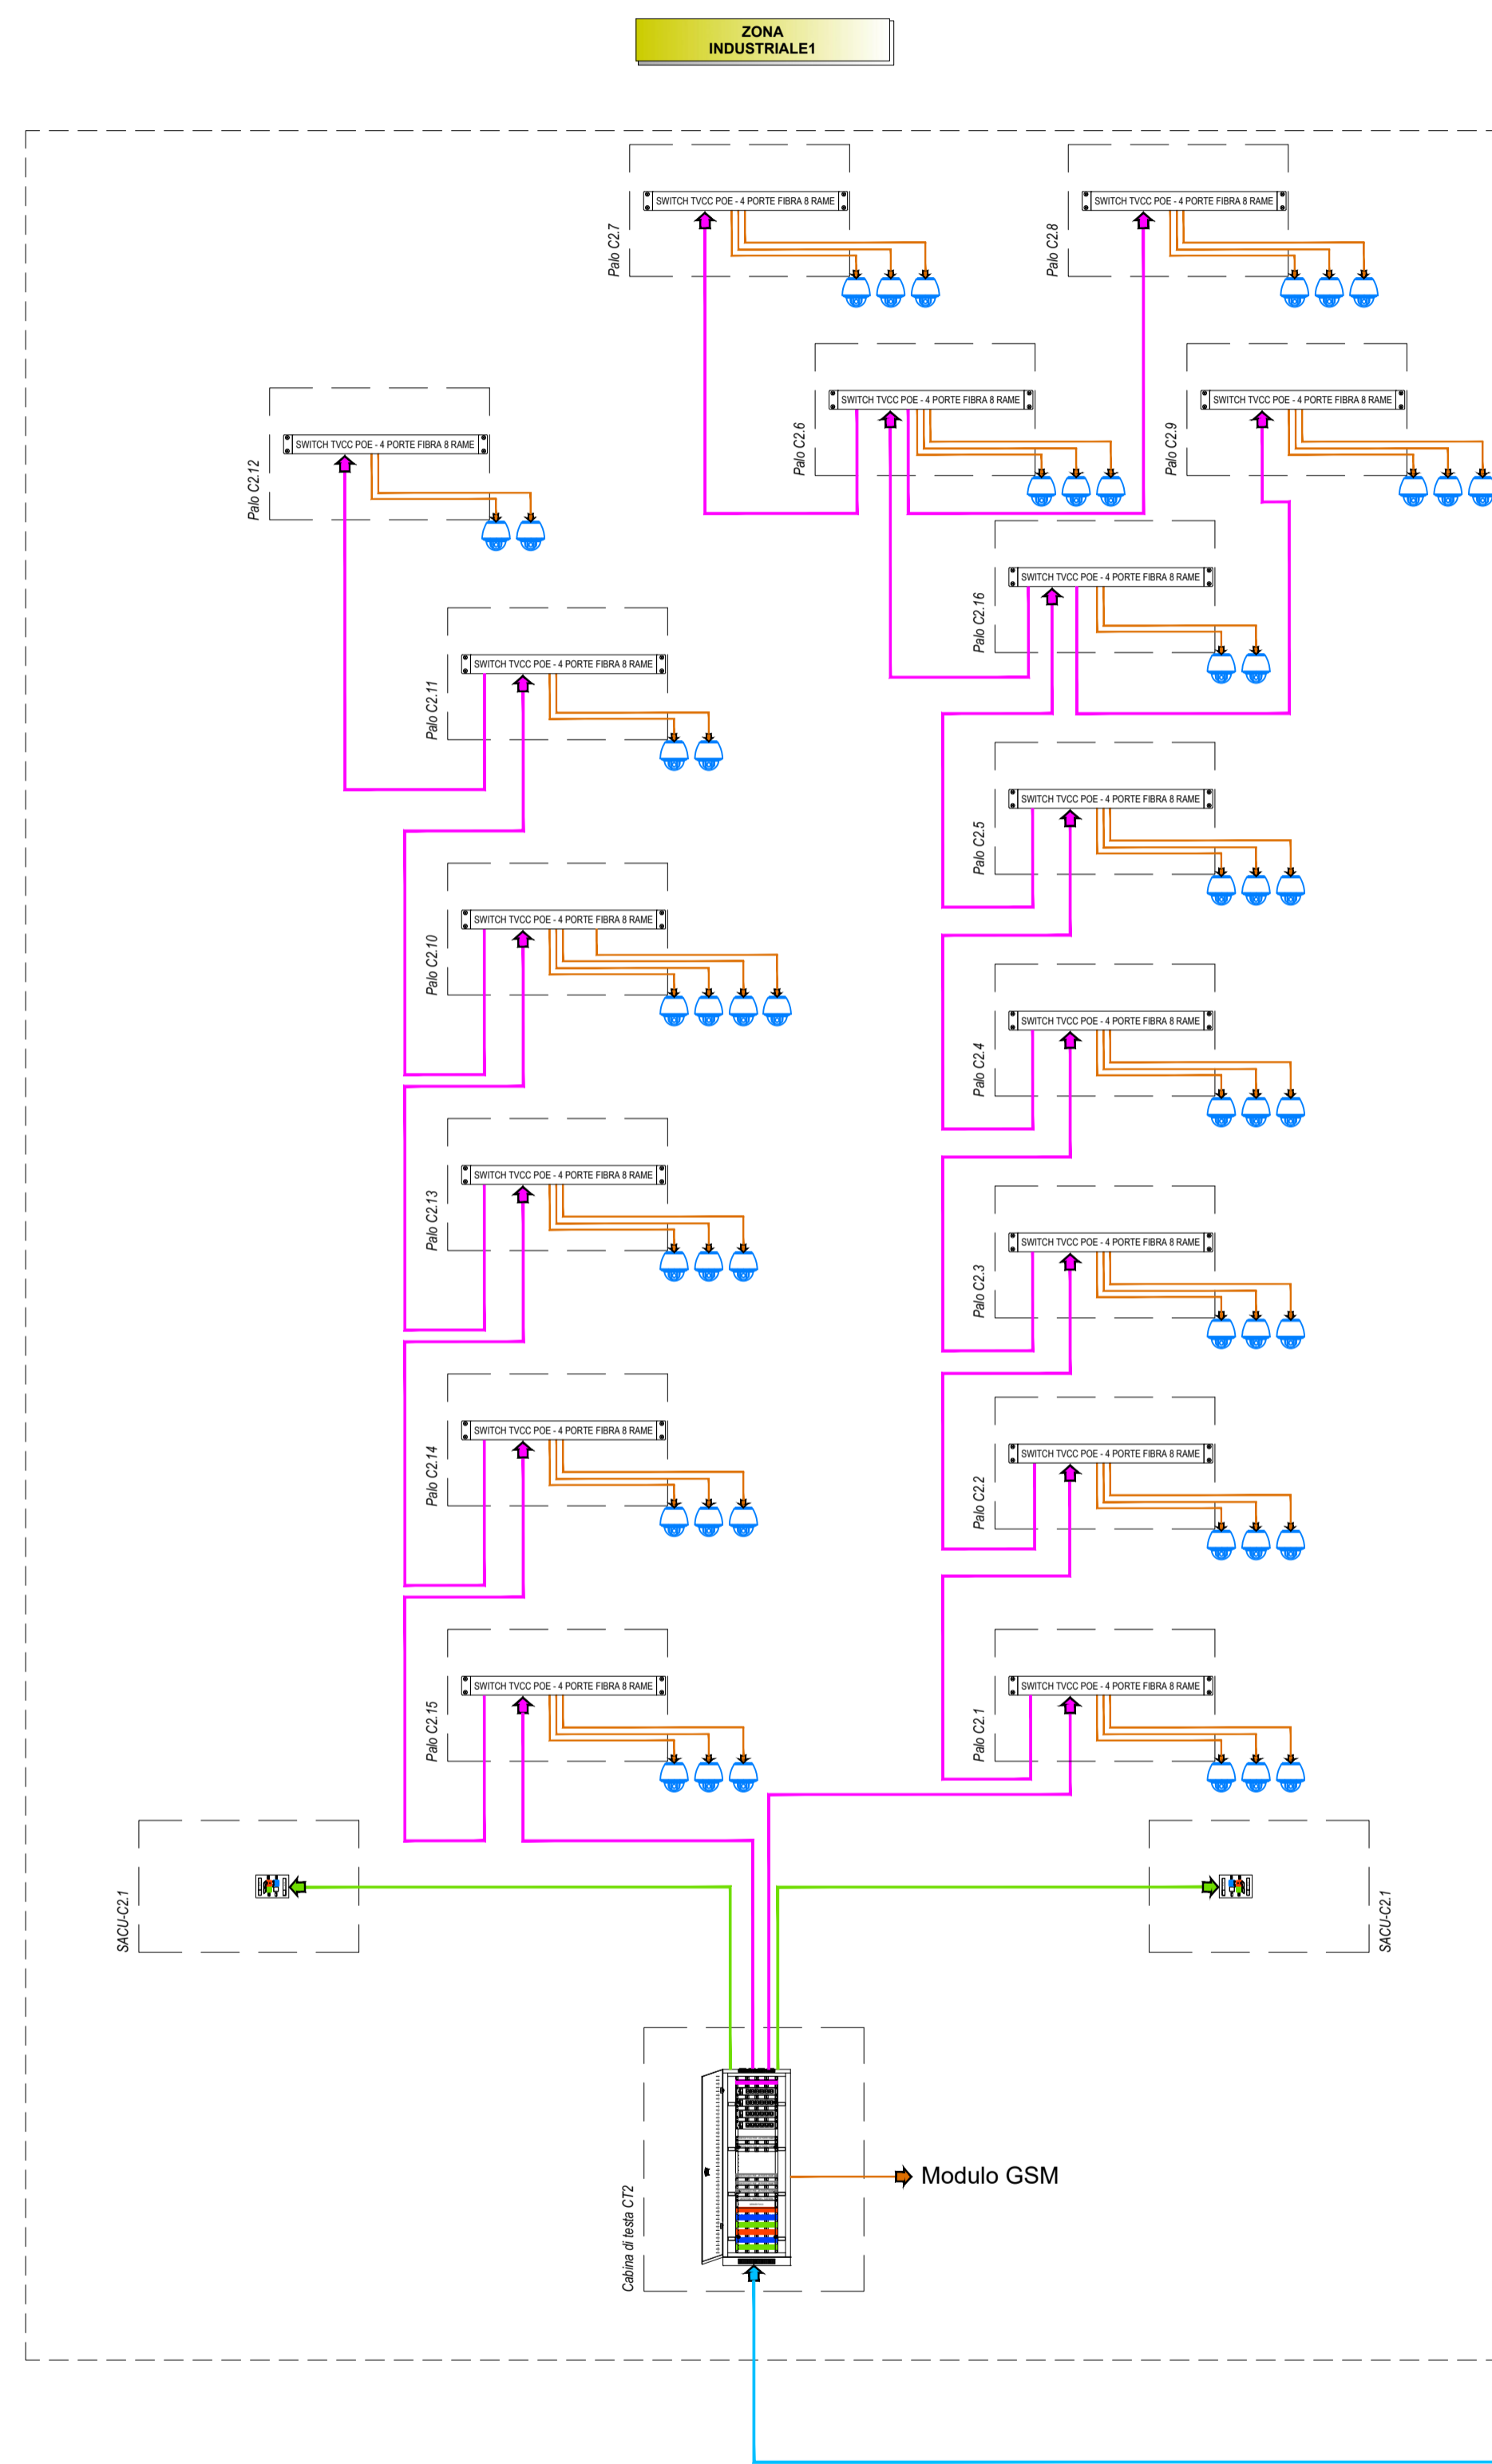 ZONA
INDUSTRIALE1
SWITCH TVCC POE - 4 PORTE FIBRA 8 RAME
Palo C2.7
SWITCH TVCC POE - 4 PORTE FIBRA 8 RAME
Palo C2.8
SWITCH TVCC POE - 4 PORTE FIBRA 8 RAME
Palo C2.6
SWITCH TVCC POE - 4 PORTE FIBRA 8 RAME
Palo C2.9
SWITCH TVCC POE - 4 PORTE FIBRA 8 RAME
Palo C2.12
SWITCH TVCC POE - 4 PORTE FIBRA 8 RAME
Palo C2.16
SWITCH TVCC POE - 4 PORTE FIBRA 8 RAME
Palo C2.11
SWITCH TVCC POE - 4 PORTE FIBRA 8 RAME
Palo C2.5
SWITCH TVCC POE - 4 PORTE FIBRA 8 RAME
Palo C2.10
SWITCH TVCC POE - 4 PORTE FIBRA 8 RAME
Palo C2.4
SWITCH TVCC POE - 4 PORTE FIBRA 8 RAME
Palo C2.13
SWITCH TVCC POE - 4 PORTE FIBRA 8 RAME
Palo C2.3
SWITCH TVCC POE - 4 PORTE FIBRA 8 RAME
Palo C2.14
SWITCH TVCC POE - 4 PORTE FIBRA 8 RAME
Palo C2.2
SWITCH TVCC POE - 4 PORTE FIBRA 8 RAME
Palo C2.15
SWITCH TVCC POE - 4 PORTE FIBRA 8 RAME
Palo C2.1
SACU-C2.1
SACU-C2.1
Cabina di testa CT2
Modulo GSM